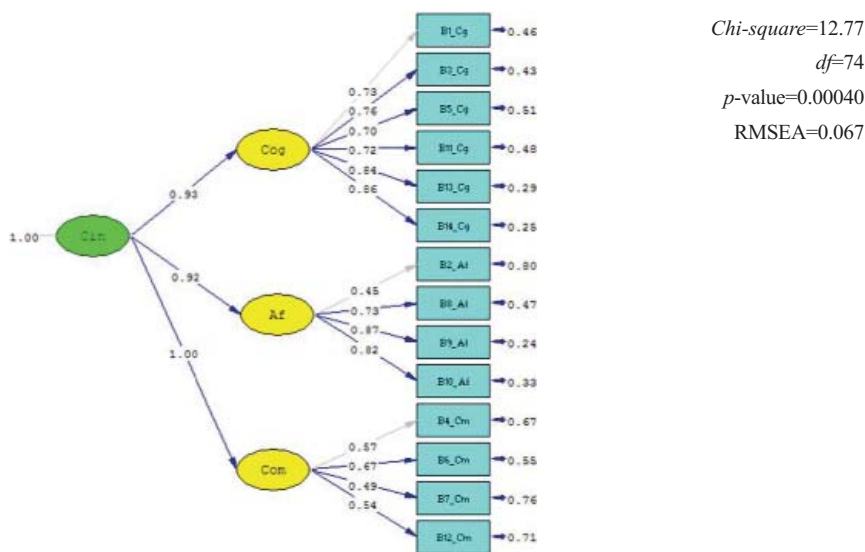 B1_Cg
0.46
Chi-square=12.77
B3_Cg
0.43
df=74
0.73
0.76
B5_Cg
0.51
p-value=0.00040
0.70
RMSEA=0.067
Cog
0.72
B11_Cg
0.48
0.84
B13_Cg
0.29
0.86
0.93
B14_Cg
0.25
1.00
Cin
B2_Af
0.80
0.92
0.45
B8_Af
0.47
0.73
Af
0.87
B9_Af
0.24
0.82
B10_Af
0.33
1.00
B4_Cm
0.67
0.57
B6_Cm
0.55
0.67
Com
0.49
B7_Cm
0.76
0.54
B12_Cm
0.71